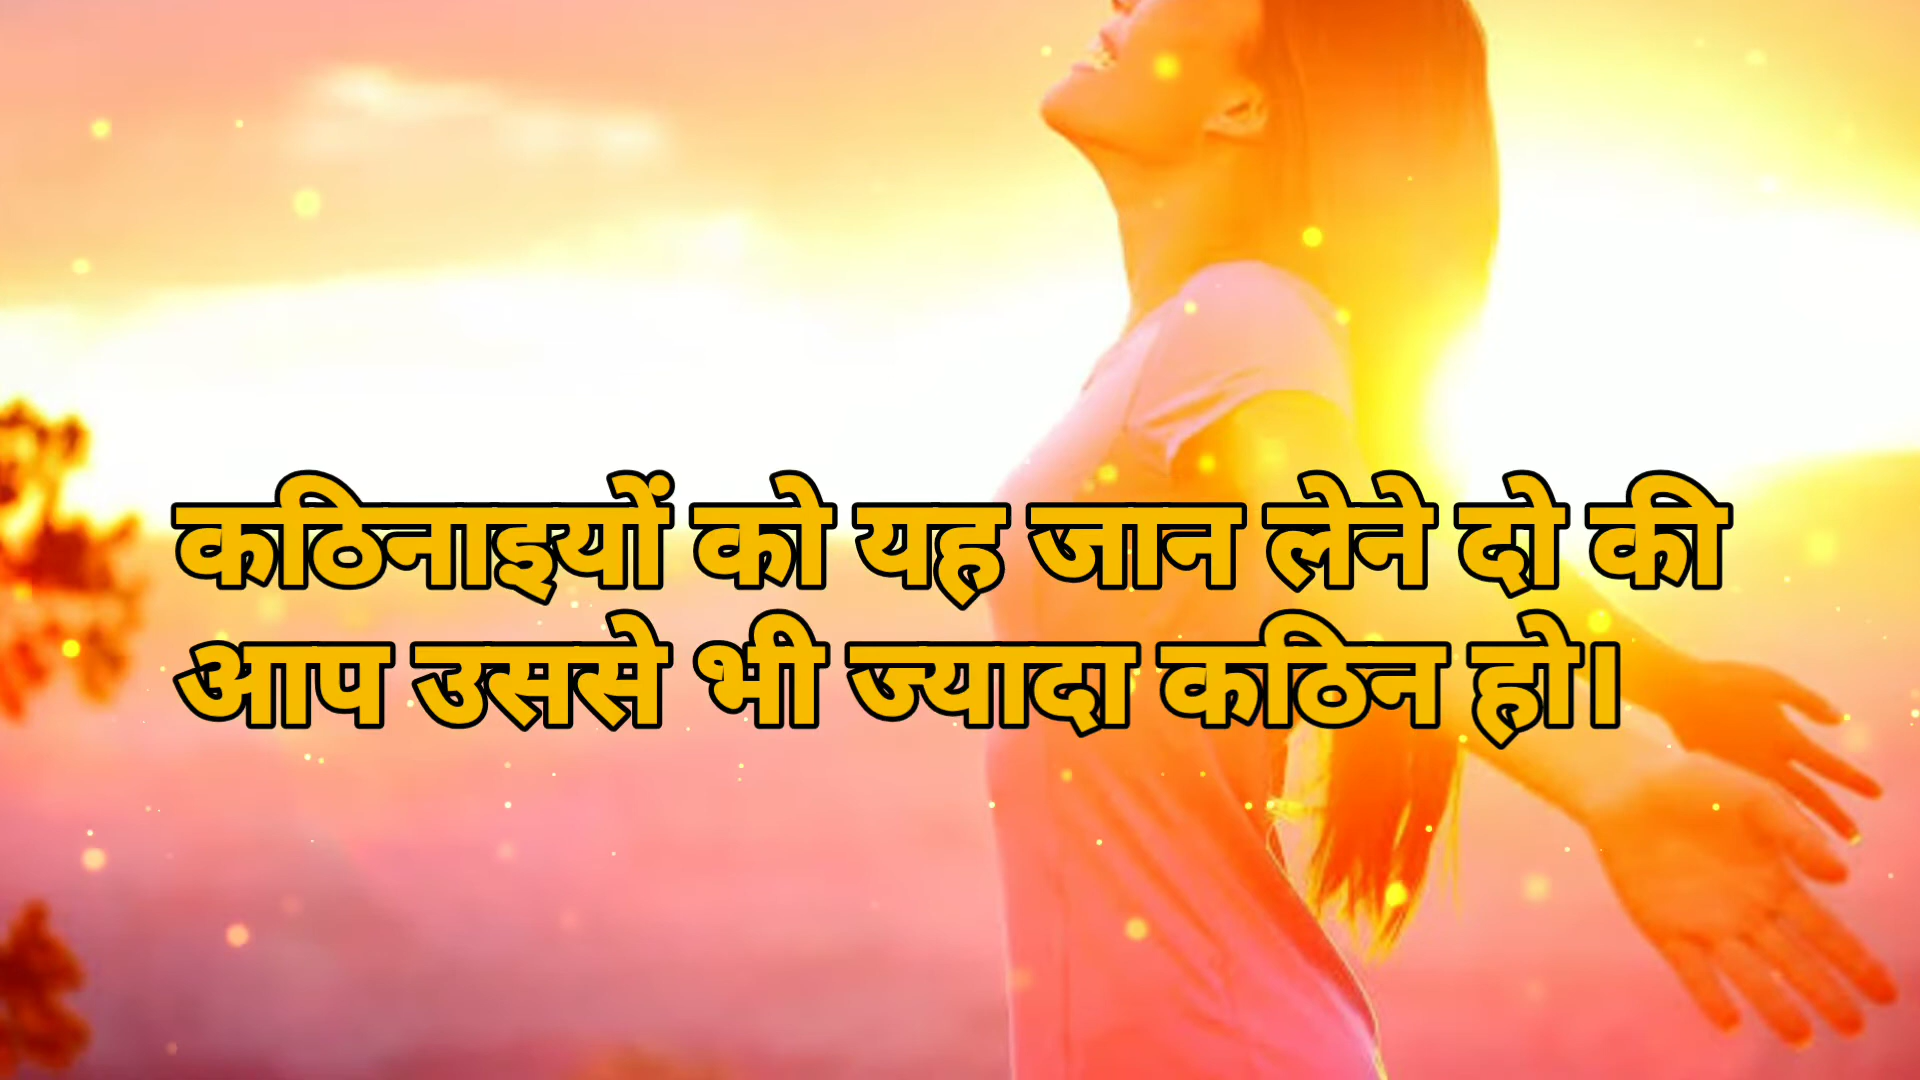 कठिनाइयों को यह जान लेने दो की
आप उससे भी ज्यादा कठिन हो।